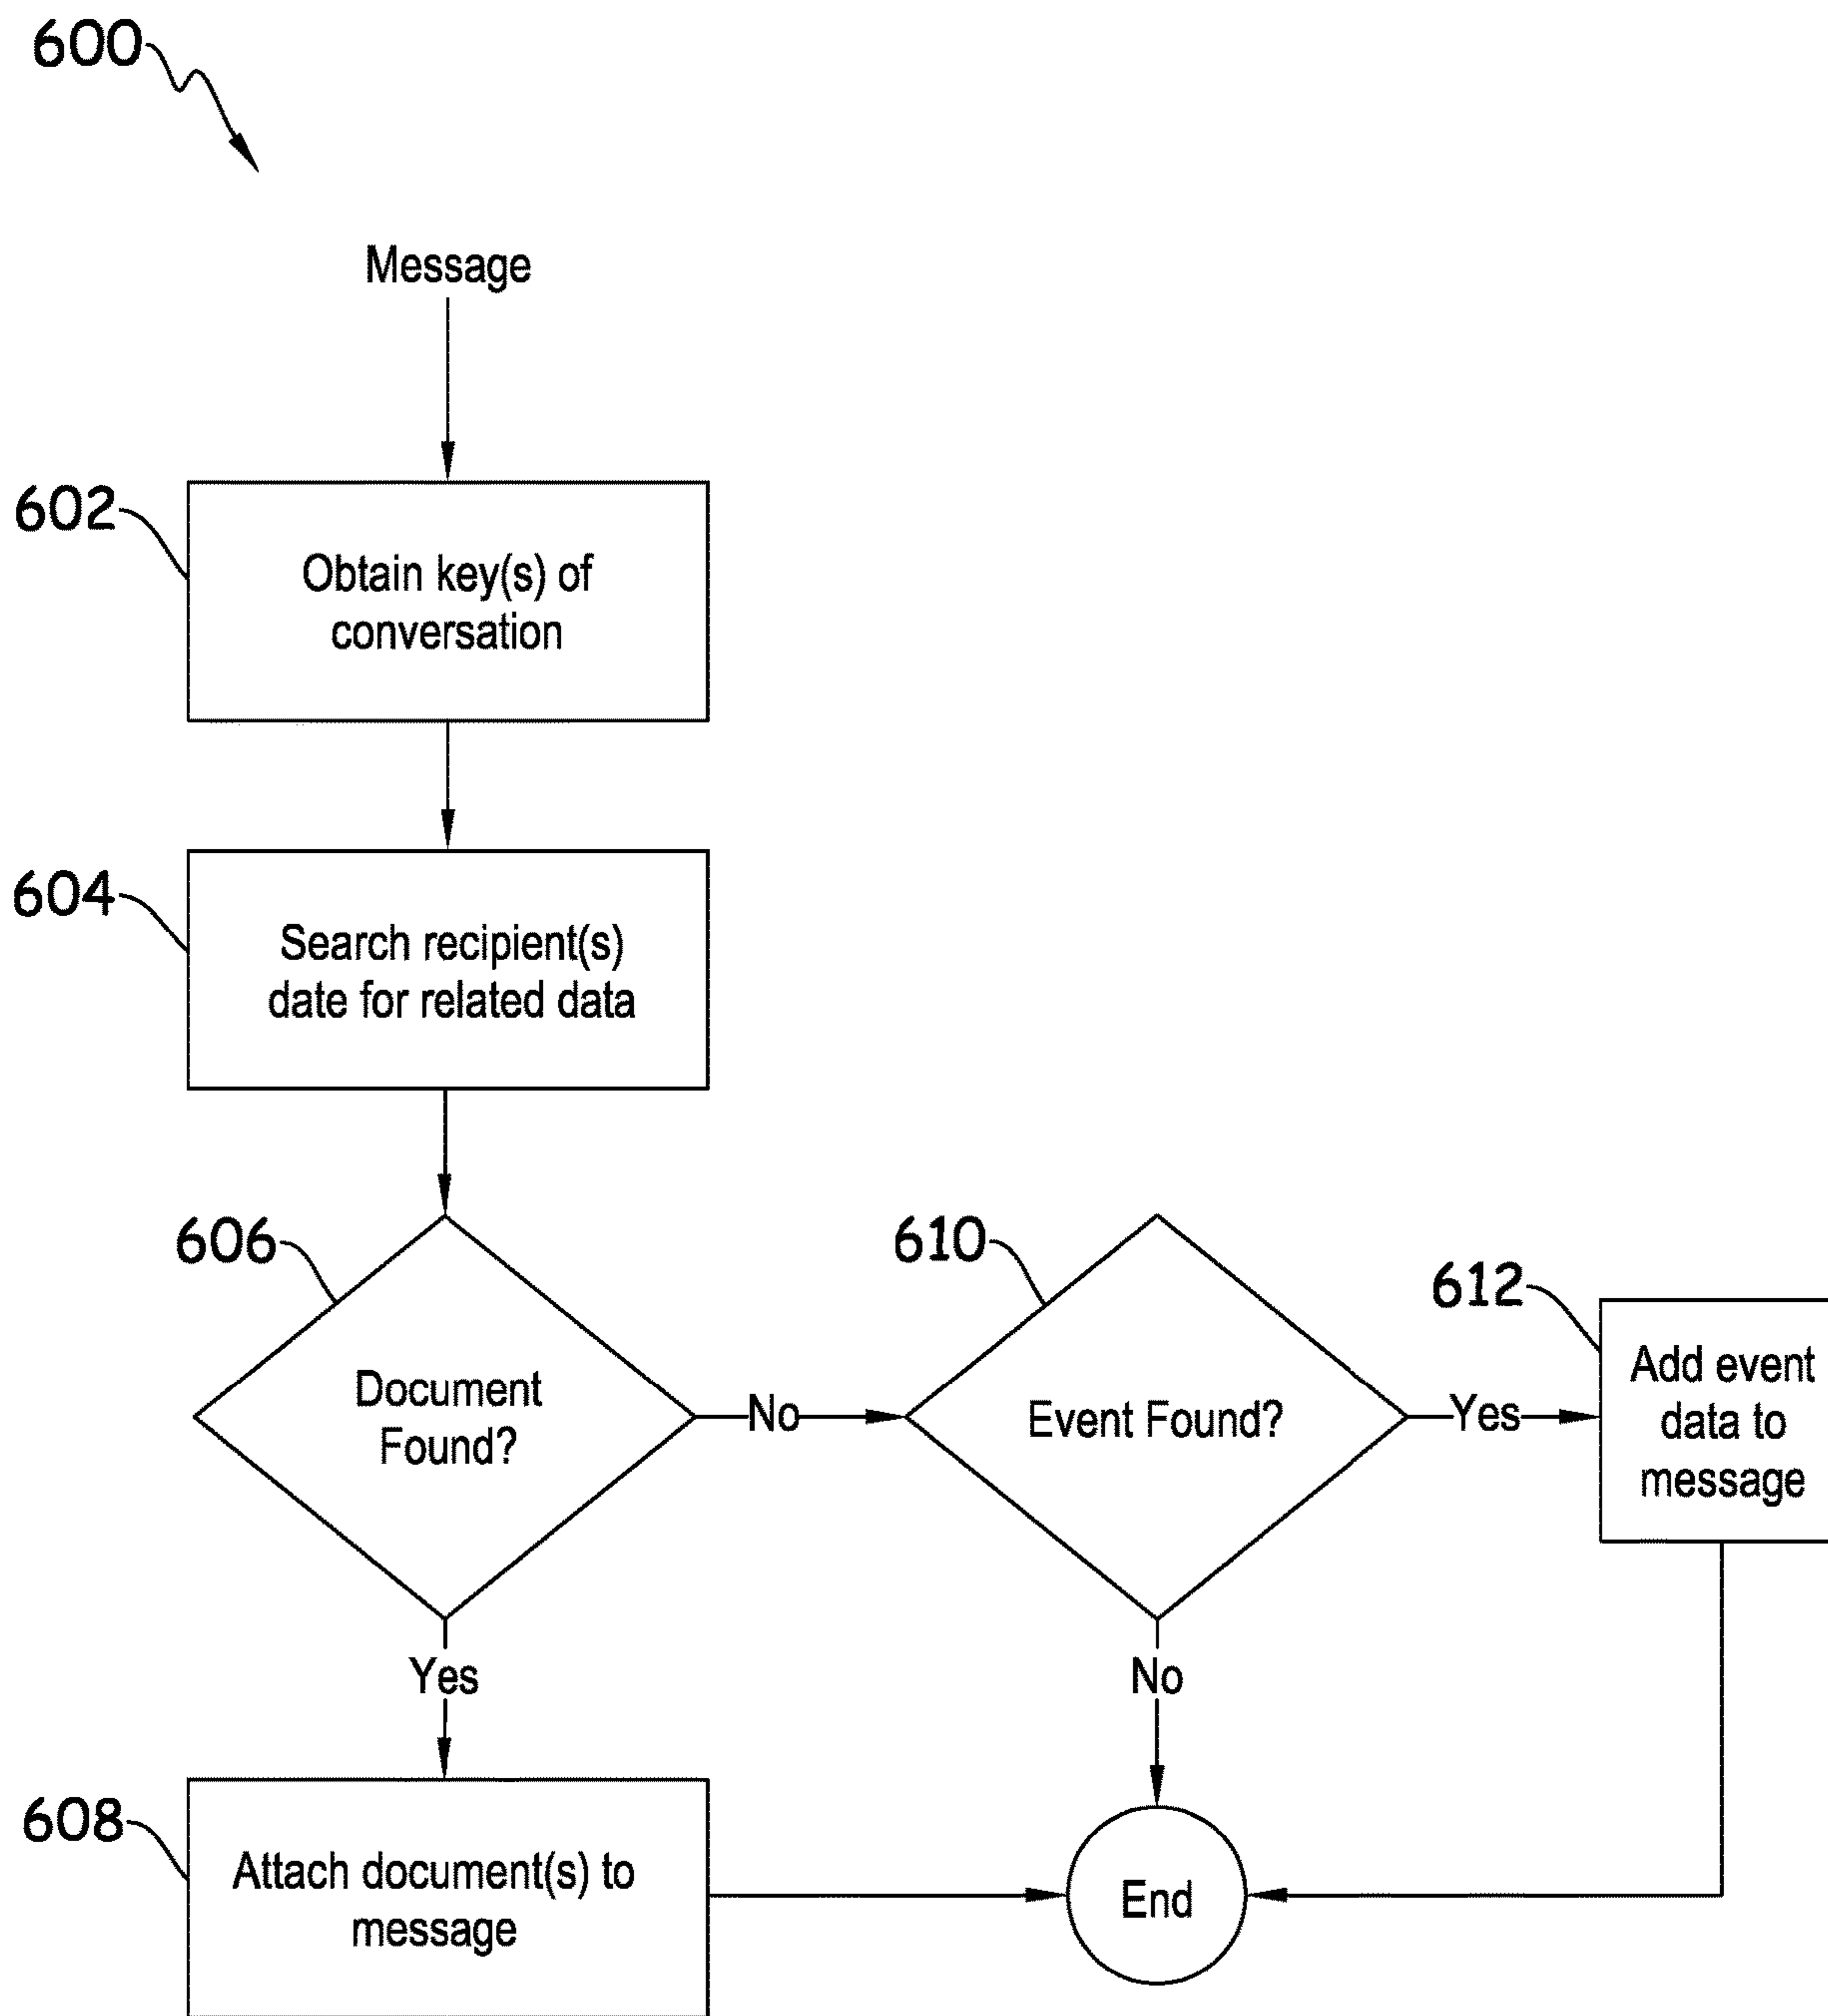 600
Message
602
Obtain key(s) of
conversation
604
Search recipient(s)
date for related data
606
Document
Found?
No
610
Event Found?
Yes
612
Add event
data to
message
Yes
No
608
Attach document(s) to
message
End